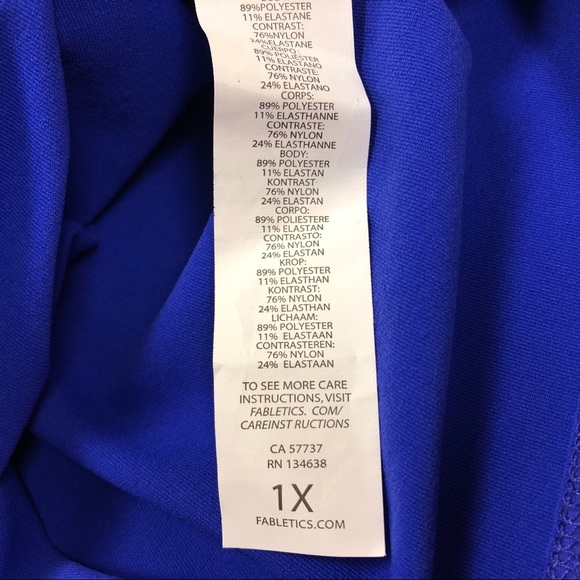 89%POLYESTER
11% ELASTANE
CONTRAST:
76%NYLON
24%ELASTANE
CUERPO:
89% POLIÉSTER
11% ELASTANO
CONTRASTE:
76% NYLON
24% ELASTANO
CORPS:
89% POLYESTER
11% ELASTHANNE
CONTRASTE:
76% NYLON
24% ELASTHANNE
BODY:
89% POLYESTER
11% ELASTAN
KONTRAST:
76% NYLON
24% ELASTAN
CORPO:
89% POLIESTERE
11% ELASTAN
CONTRASTO:
76% NYLON
24% ELASTAN
KROP:
89% POLYESTER
11% ELASTHAN
KONTRAST:
76% NYLON
24% ELASTHAN
LICHAAM:
89% POLYESTER
11% ELASTAAN
CONTRASTEREN:
76% NYLON
24% ELASTAAN
TO SEE MORE CARE
INSTRUCTIONS, VISIT
FABLETICS. COM/
CAREINST RUCTIONS
CA 57737
RN 134638
1X
FABLETICS.COM